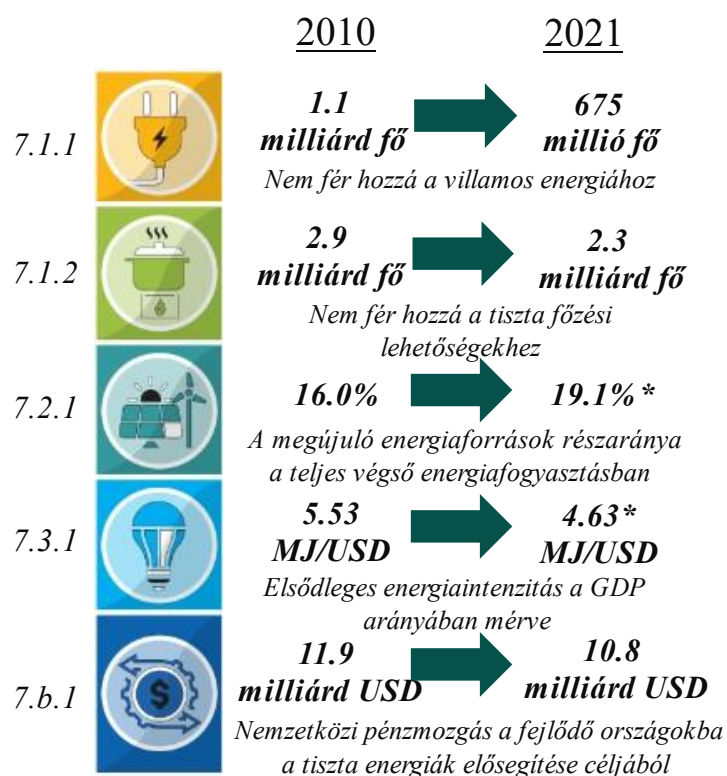 2010 2021
7.1.1
1.1 675
milliárd fő millió fő
Nem fér hozzá a villamos energiához
7.1.2
2.9 2.3
milliárd fő milliárd fő
Nem fér hozzá a tiszta főzési
lehetőségekhez
7.2.1
16.0% 19.1%*
A megújuló energiaforrások részaránya
a teljes végső energiafogyasztásban
7.3.1
5.53 4.63*
MJ/USD MJ/USD
Elsődleges energiaintenzitás a GDP
arányában mérve
7.b.1
$
11.9 10.8
milliárd USD milliárd USD
Nemzetközi pénzmozgás a fejlődő országokba
a tiszta energiák elősegítése céljából